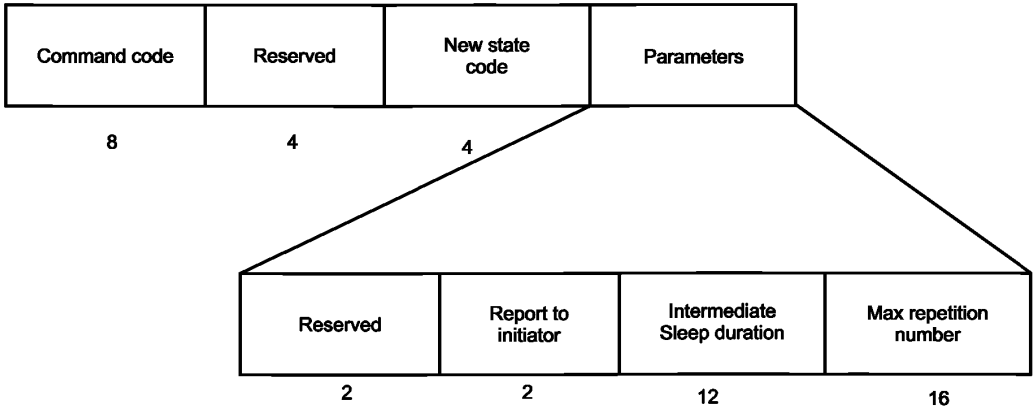 Command code
Reserved
New state
code
Parameters
8
4
4
Reserved
Report to
initiator
Intermediate
Sleep duration
Max repetition
number
2
2
12
16